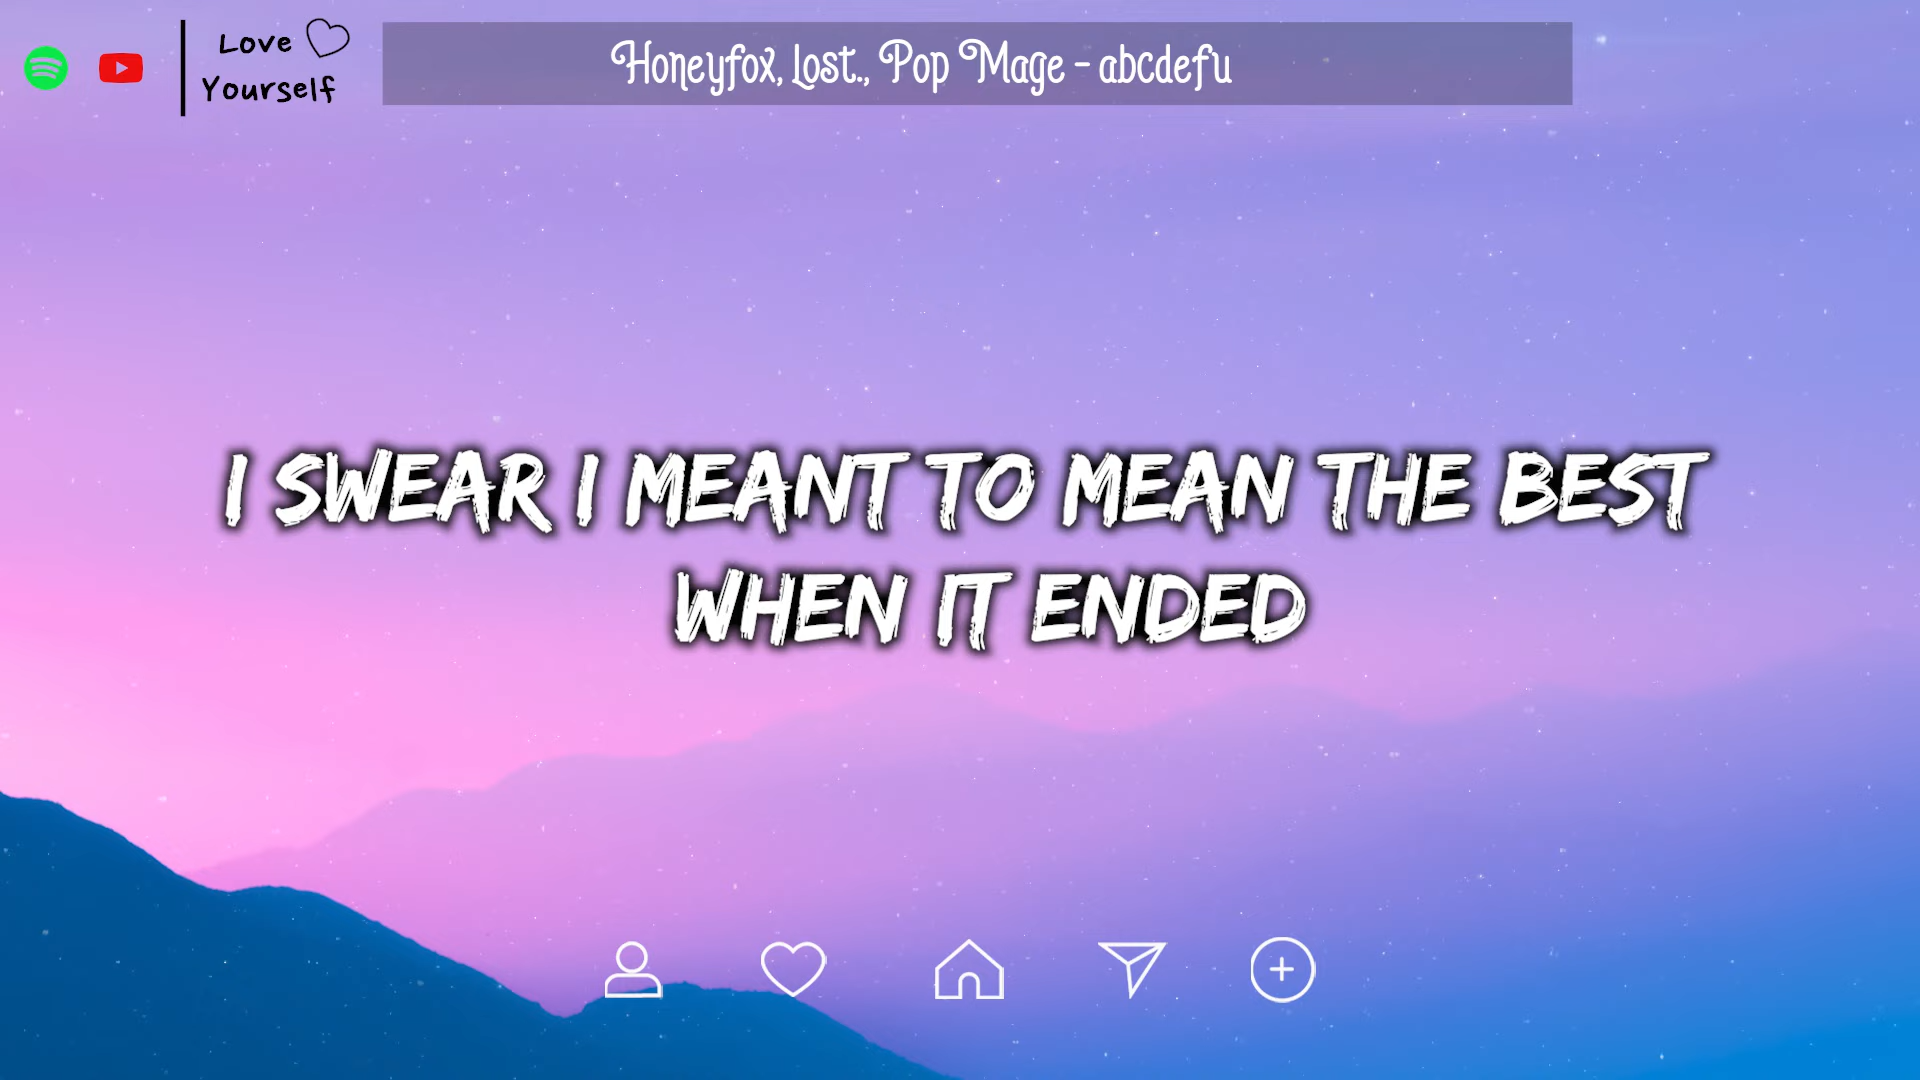 Love
Yourself
Honeyfox, Lost., Pop Mage - abcdefu
I SWEAR I MEANT TO MEAN THE BEST
WHEN IT ENDED